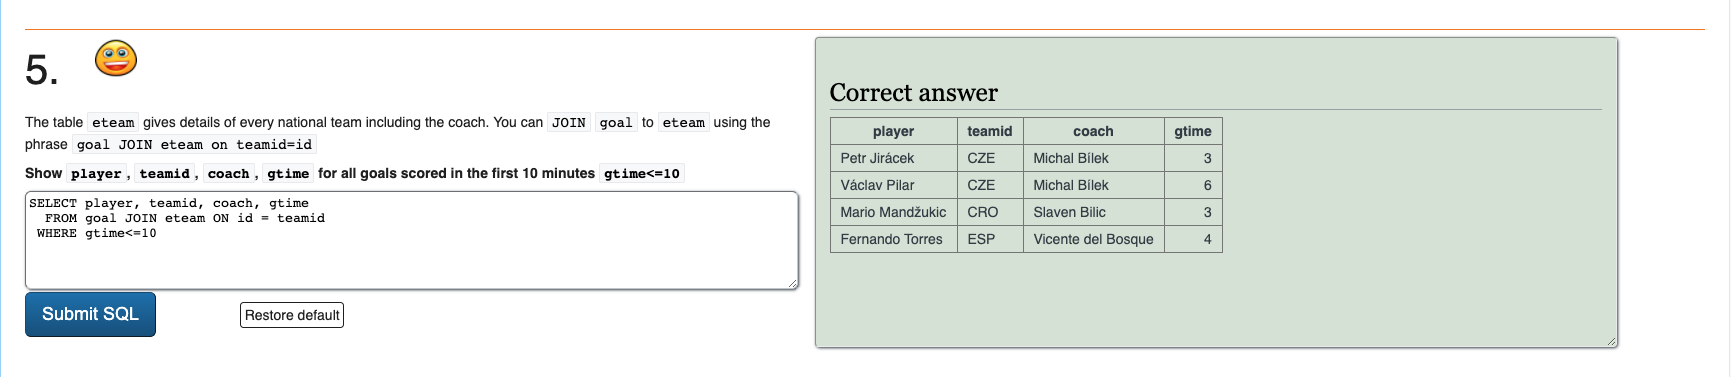 5.
The table eteam gives details of every national team including the coach. You can JOIN goal to eteam using the
phrase goal JOIN eteam on teamid=id
Show player, teamid, coach, gtime for all goals scored in the first 10 minutes gtime<=10
SELECT player, teamid, coach, gtime
FROM goal JOIN eteam ON id = teamid
WHERE gtime<=10
Submit SQL
Restore default
Correct answer
player teamid coach gtime
Petr Jirácek CZE Michal Bílek 3
Václav Pilar CZE Michal Bílek 6
Mario Mandžukic CRO Slaven Bilic 3
Fernando Torres ESP Vicente del Bosque 4